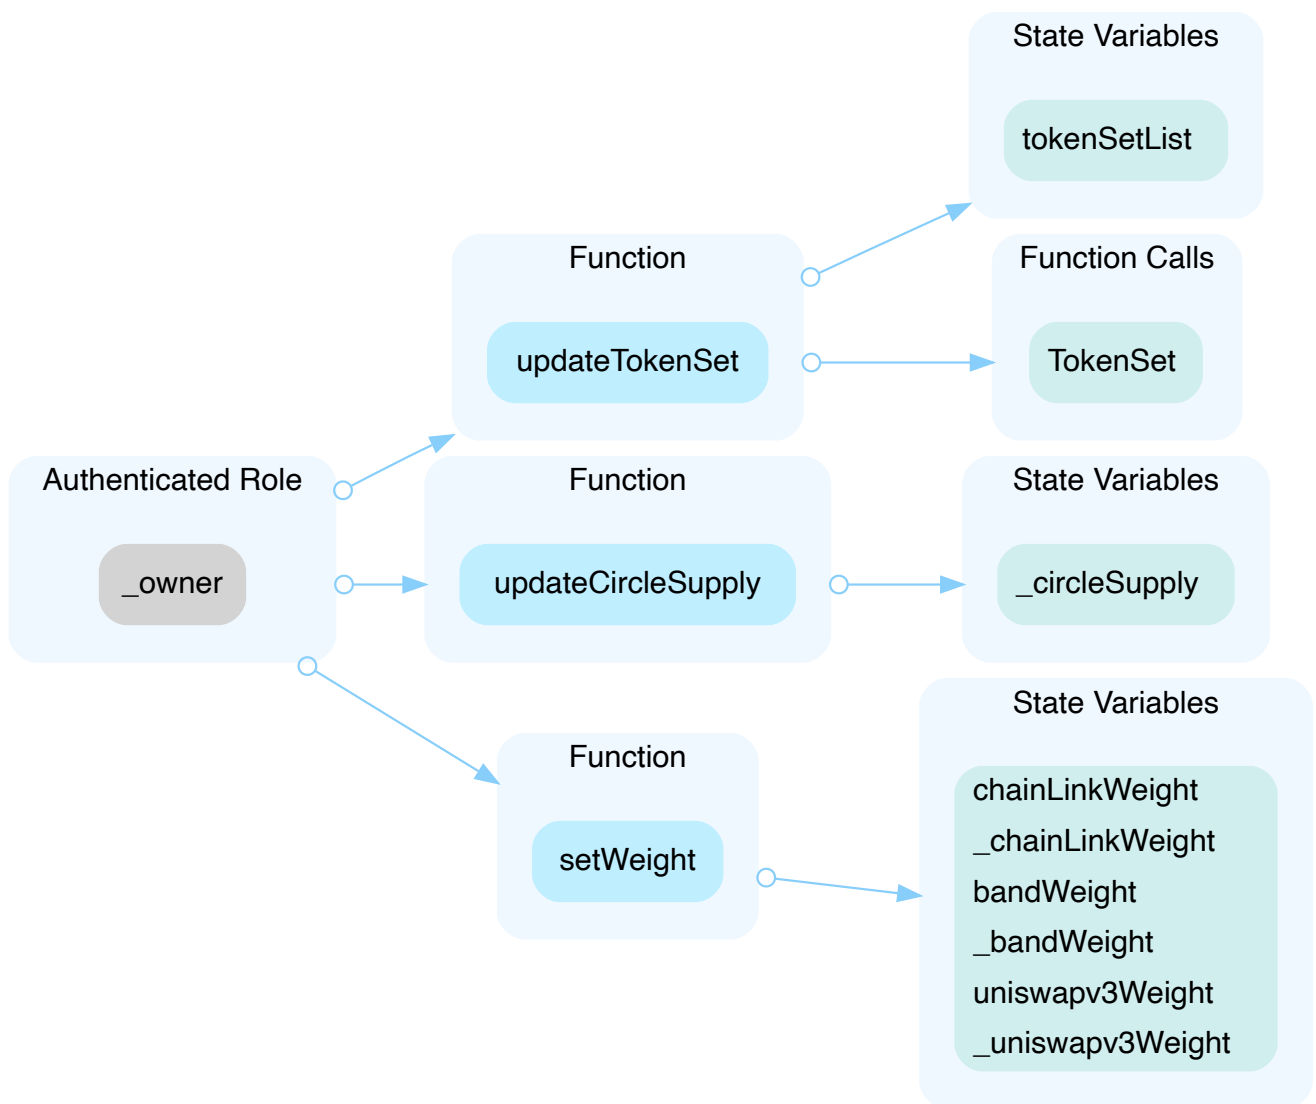 State Variables
tokenSetList
Function
updateTokenSet
Function Calls
TokenSet
Authenticated Role
_owner
Function
updateCircleSupply
State Variables
_circleSupply
Function
setWeight
State Variables
chainLinkWeight
_chainLinkWeight
bandWeight
_bandWeight
uniswapv3Weight
_uniswapv3Weight